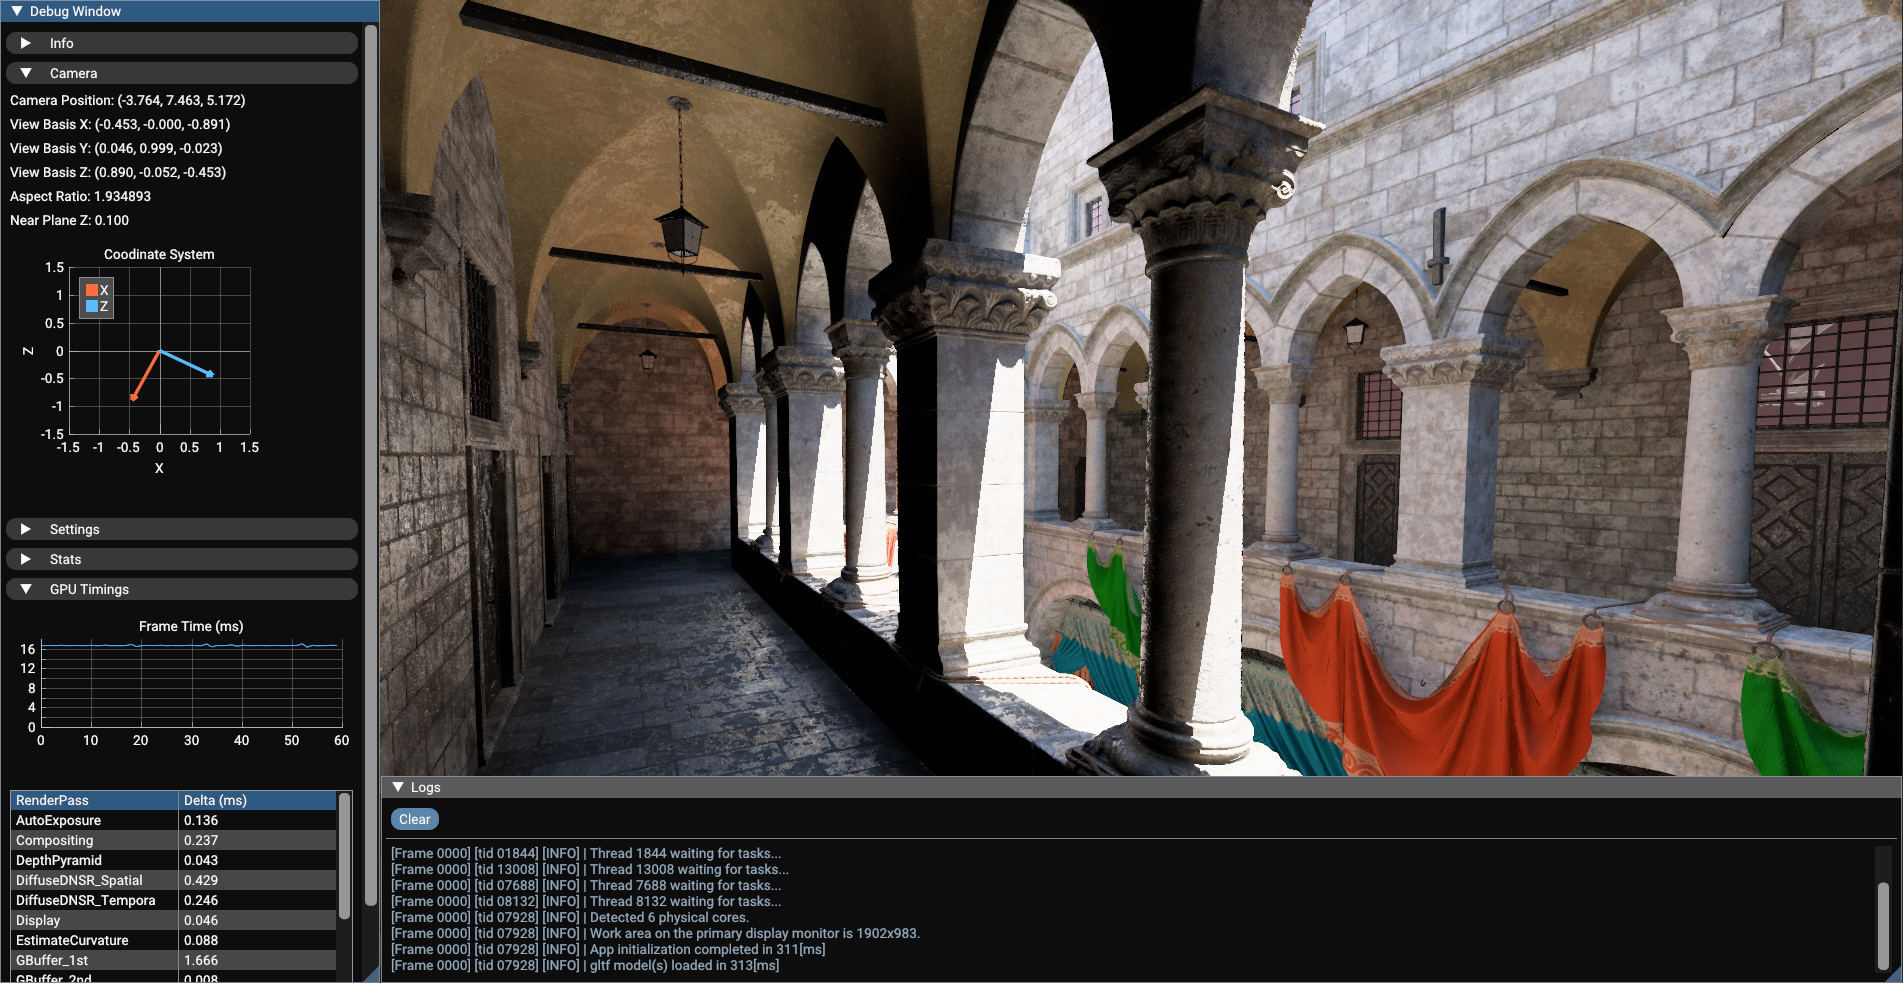 Debug Window
Info
Camera
Camera Position: (-3.764, 7.463, 5.172)
View Basis X: (-0.453, -0.000, -0.891)
View Basis Y: (0.046, 0.999, -0.023)
View Basis Z: (0.890, -0.052, -0.453)
Aspect Ratio: 1.934893
Near Plane Z: 0.100
Coodinate System
1.5
1
0.5
0
-0.5
-1
-1.5
Z
X
Z
-1.5 -1 -0.5 0 0.5 1 1.5
X
Settings
Stats
GPU Timings
Frame Time (ms)
16
12
8
4
0
0 10 20 30 40 50 60
RenderPass Delta (ms)
AutoExposure 0.136
Compositing 0.237
DepthPyramid 0.043
DiffuseDNSR_Spatial 0.429
DiffuseDNSR_Tempora 0.246
Display 0.046
EstimateCurvature 0.088
GBuffer_1st 1.666
GBuffer_2nd 0.008
Logs
Clear
[Frame 0000] [tid 01844] [INFO] | Thread 1844 waiting for tasks...
[Frame 0000] [tid 13008] [INFO] | Thread 13008 waiting for tasks...
[Frame 0000] [tid 07688] [INFO] | Thread 7688 waiting for tasks...
[Frame 0000] [tid 08132] [INFO] | Thread 8132 waiting for tasks...
[Frame 0000] [tid 07928] [INFO] | Detected 6 physical cores.
[Frame 0000] [tid 07928] [INFO] | Work area on the primary display monitor is 1902x983.
[Frame 0000] [tid 07928] [INFO] | App initialization completed in 311[ms]
[Frame 0000] [tid 07928] [INFO] | gltf model(s) loaded in 313[ms]